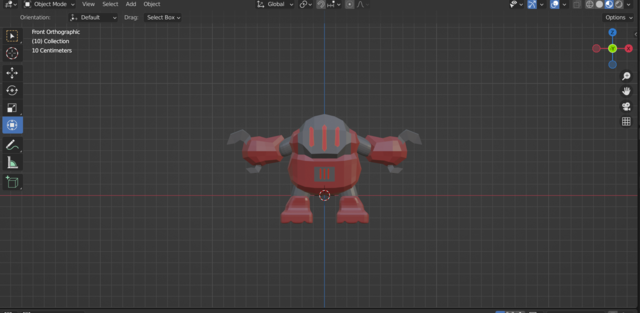 Object Mode View Select Add Object Global
Orientation: Default Drag: Select Box Options
Front Orthographic
(10) Collection
10 Centimeters
Z